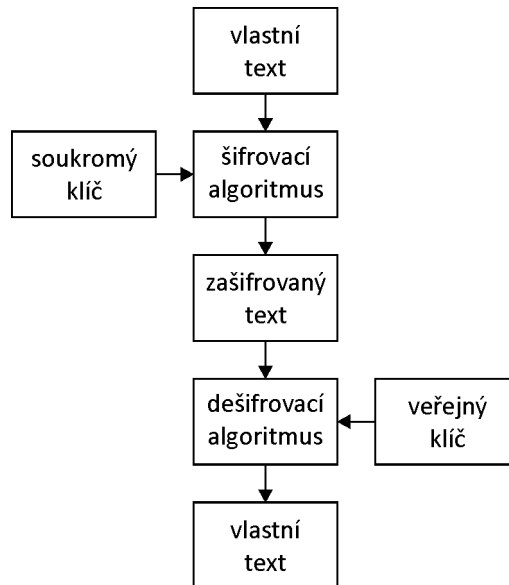 vlastní
text
soukromý
klíč
šifrovací
algoritmus
zašifrovaný
text
dešifrovací
algoritmus
veřejný
klíč
vlastní
text